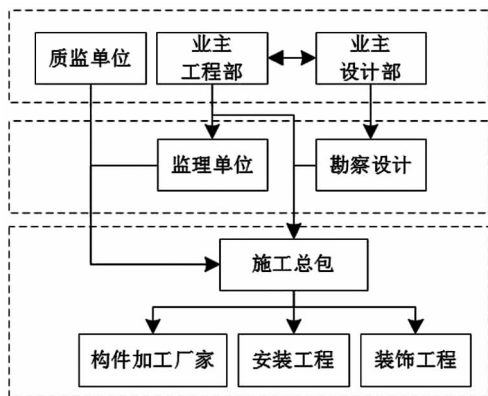 质监单位
业主
工程部
业主
设计部
监理单位
勘察设计
施工总包
构件加工厂家
安装工程
装饰工程